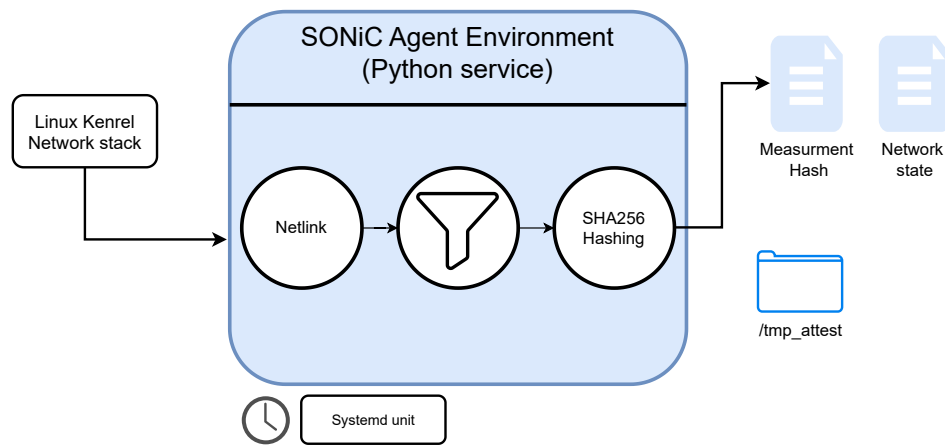 SONiC Agent Environment
(Python service)
Linux Kenrel
Network stack
Netlink
SHA256
Hashing
Measurment
Hash
Network
state
/tmp_attest
Systemd unit